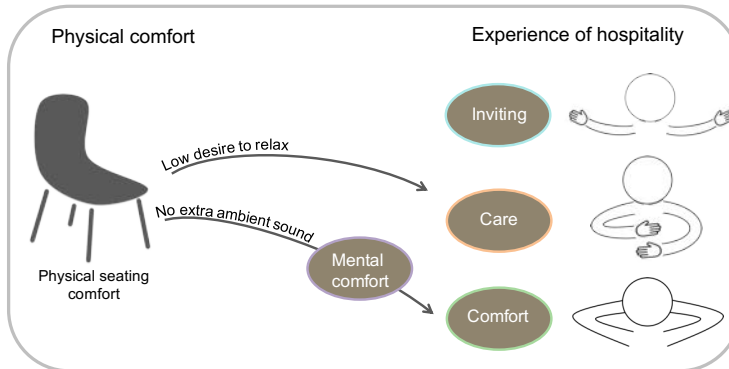 Physical comfort
Experience of hospitality
Inviting
Low desire to relax
Care
No extra ambient sound
Physical seating
comfort
Mental
comfort
Comfort